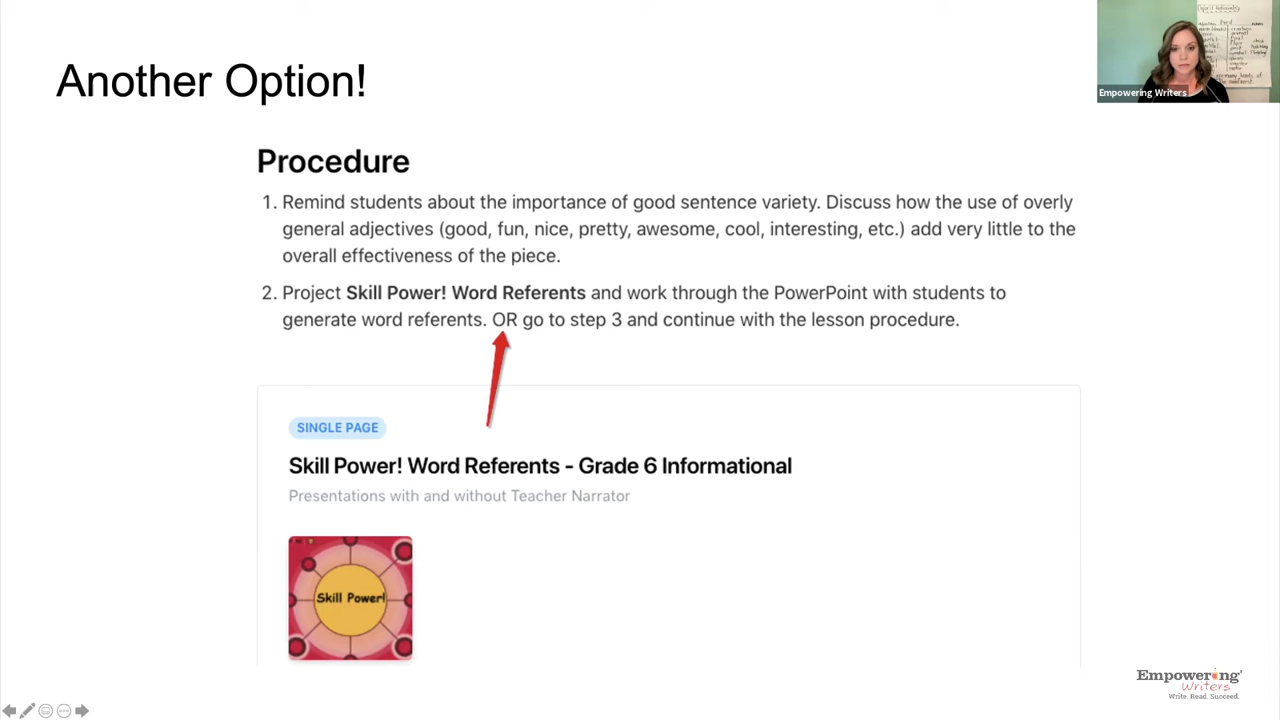 Another Option!
Word Referents
Empowering Writers
Procedure
1. Remind students about the importance of good sentence variety. Discuss how the use of overly
general adjectives (good, fun, nice, pretty, awesome, cool, interesting, etc.) add very little to the
overall effectiveness of the piece.
2. Project Skill Power! Word Referents and work through the PowerPoint with students to
generate word referents. OR go to step 3 and continue with the lesson procedure.
SINGLE PAGE
Skill Power! Word Referents - Grade 6 Informational
Presentations with and without Teacher Narrator
Skill Power!
Empowering
Writers
Write. Read. Succeed.